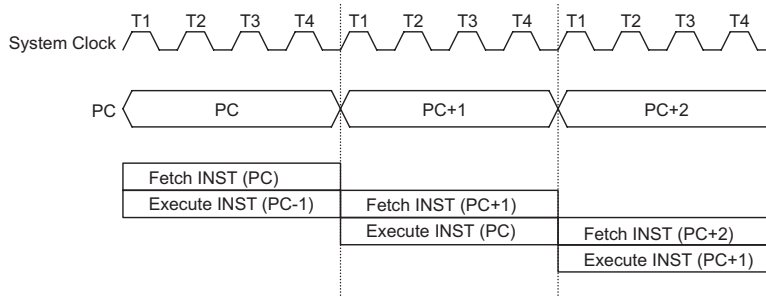 T1 T2 T3 T4 T1 T2 T3 T4 T1 T2 T3 T4
System Clock
PC PC PC+1 PC+2
Fetch INST (PC)
Execute INST (PC-1) Fetch INST (PC+1)
Execute INST (PC) Fetch INST (PC+2)
Execute INST (PC+1)